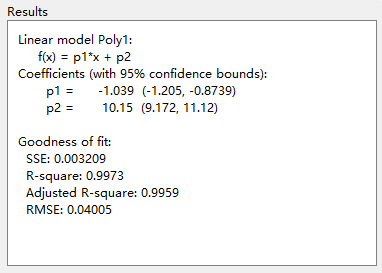 Results
Linear model Poly1:
f(x) = p1*x + p2
Coefficients (with 95% confidence bounds):
p1 = -1.039 (-1.205, -0.8739)
p2 = 10.15 (9.172, 11.12)
Goodness of fit:
SSE: 0.003209
R-square: 0.9973
Adjusted R-square: 0.9959
RMSE: 0.04005